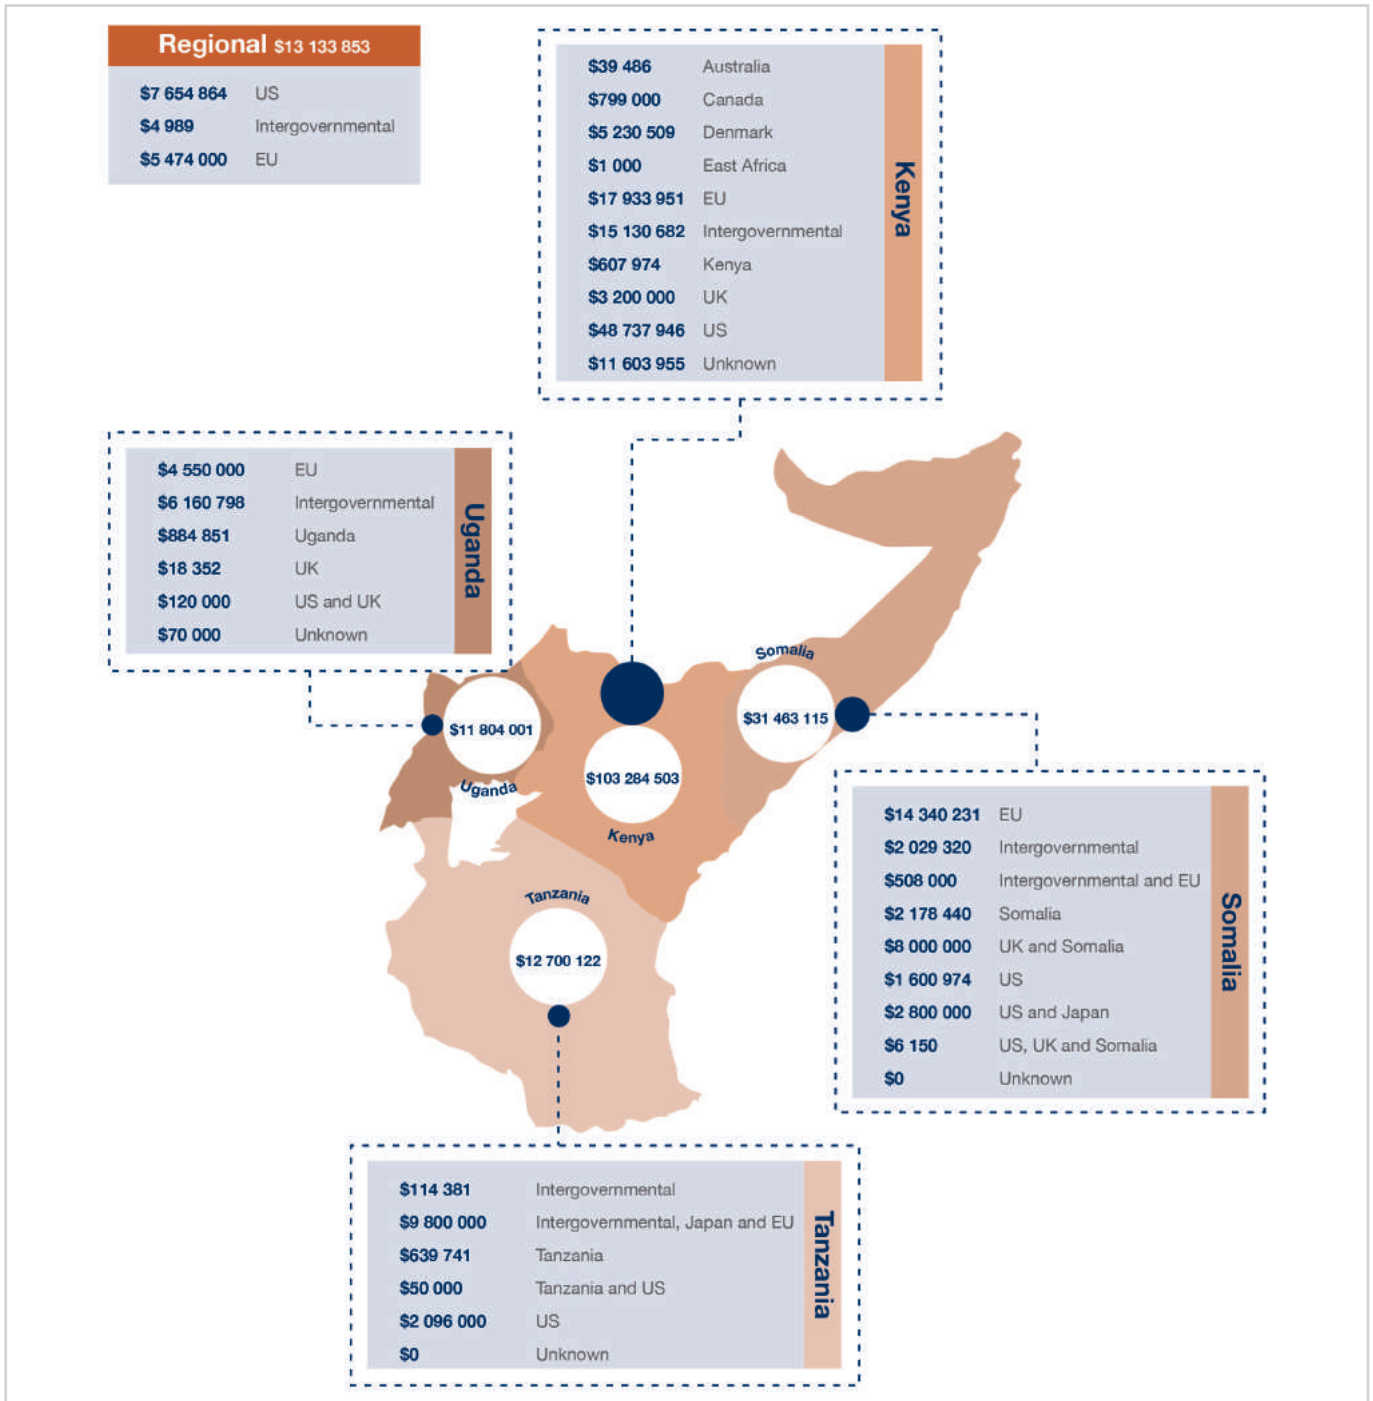 Regional $13 133 853
$7 654 864 US
$4 989 Intergovernmental
$5 474 000 EU
$39 486 Australia
$799 000 Canada
$5 230 509 Denmark
$1 000 East Africa
$17 933 951 EU
$15 130 682 Intergovernmental
$607 974 Kenya
$3 200 000 UK
$48 737 946 US
$11 603 955 Unknown
Kenya
$4 550 000 EU
$6 160 798 Intergovernmental
$884 851 Uganda
$18 352 UK
$120 000 US and UK
$70 000 Unknown
Uganda
Somalia
$31 463 115
$11 804 001
Uganda
$103 284 503
Kenya
Tanzania
$12 700 122
$14 340 231 EU
$2 029 320 Intergovernmental
$508 000 Intergovernmental and EU
$2 178 440 Somalia
$8 000 000 UK and Somalia
$1 600 974 US
$2 800 000 US and Japan
$6 150 US, UK and Somalia
$0 Unknown
Somalia
$114 381 Intergovernmental
$9 800 000 Intergovernmental, Japan and EU
$639 741 Tanzania
$50 000 Tanzania and US
$2 096 000 US
$0 Unknown
Tanzania